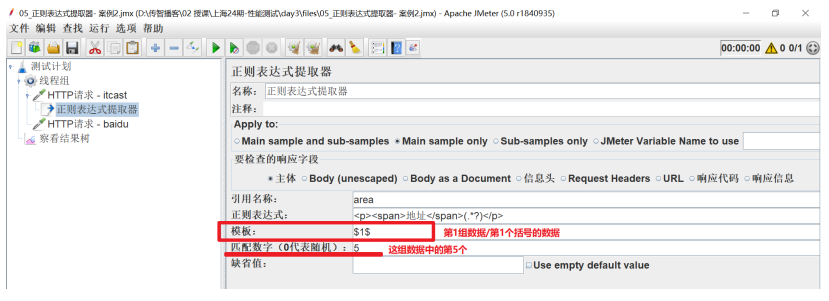 05_正则表达式提取器- 案例2.jmx (D:\传智播客\02 授课\上海24期-性能测试\day3\files\05_正则表达式提取器- 案例2.jmx) - Apache JMeter (5.0 r1840935)
文件 编辑 查找 运行 选项 帮助
00:00:00 0 0/1
测试计划
线程组
HTTP请求 - itcast
正则表达式提取器
HTTP请求 - baidu
察看结果树
正则表达式提取器
名称: 正则表达式提取器
注释:
Apply to:
Main sample and sub-samples Main sample only Sub-samples only JMeter Variable Name to use
要检查的响应字段
主体 Body (unescaped) Body as a Document 信息头 Request Headers URL 响应代码 响应信息
引用名称: area
正则表达式: <p><span>地址</span>(.*?)</p>
模板: $1$ 第1组数据/第1个括号的数据
匹配数字（0代表随机）: 5 这组数据中的第5个
缺省值: Use empty default value